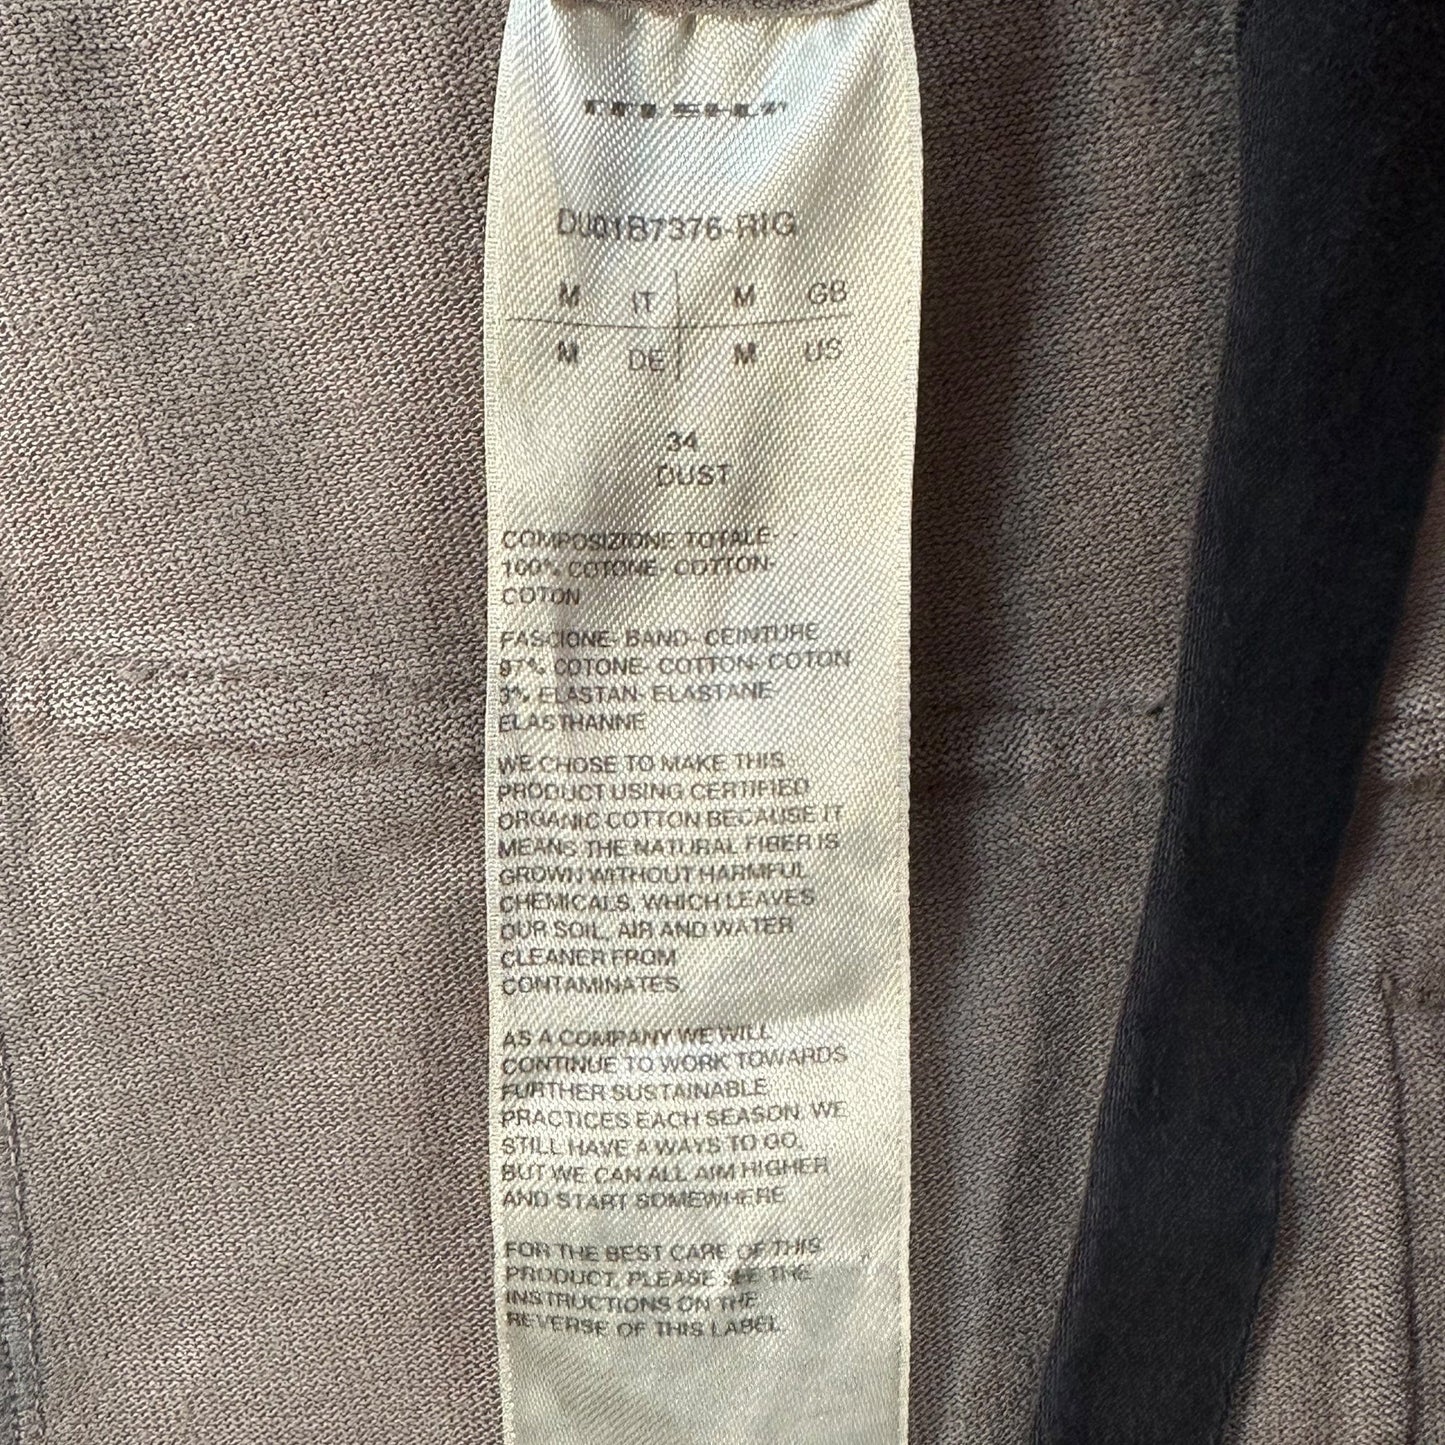 DU01B7376-RIG
M IT M GB
M DE M US
34
DUST
COMPOSIZIONE TOTALE-
100% COTONE- COTTON-
COTON
FASCIONE- BAND- CEINTURE
97% COTONE- COTTON- COTON
3% ELASTAN- ELASTANE-
ELASTHANNE
WE CHOSE TO MAKE THIS
PRODUCT USING CERTIFIED
ORGANIC COTTON BECAUSE IT
MEANS THE NATURAL FIBER IS
GROWN WITHOUT HARMFUL
CHEMICALS, WHICH LEAVES
OUR SOIL, AIR AND WATER
CLEANER FROM
CONTAMINATES.
AS A COMPANY WE WILL
CONTINUE TO WORK TOWARDS
FURTHER SUSTAINABLE
PRACTICES EACH SEASON. WE
STILL HAVE A WAYS TO GO,
BUT WE CAN ALL AIM HIGHER
AND START SOMEWHERE.
FOR THE BEST CARE OF THIS
PRODUCT, PLEASE SEE THE
INSTRUCTIONS ON THE
REVERSE OF THIS LABEL.